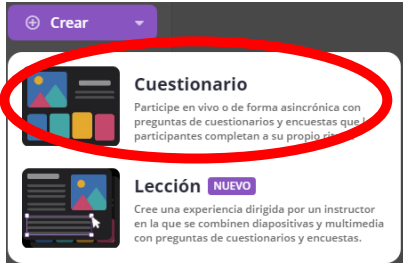 Crear
Cuestionario
Participe en vivo o de forma asincrónica con
preguntas de cuestionarios y encuestas que
participantes completan a su propio
Lección NUEVO
Cree una experiencia dirigida por un instructor
en la que se combinen diapositivas y multimedia
con preguntas de cuestionarios y encuestas.